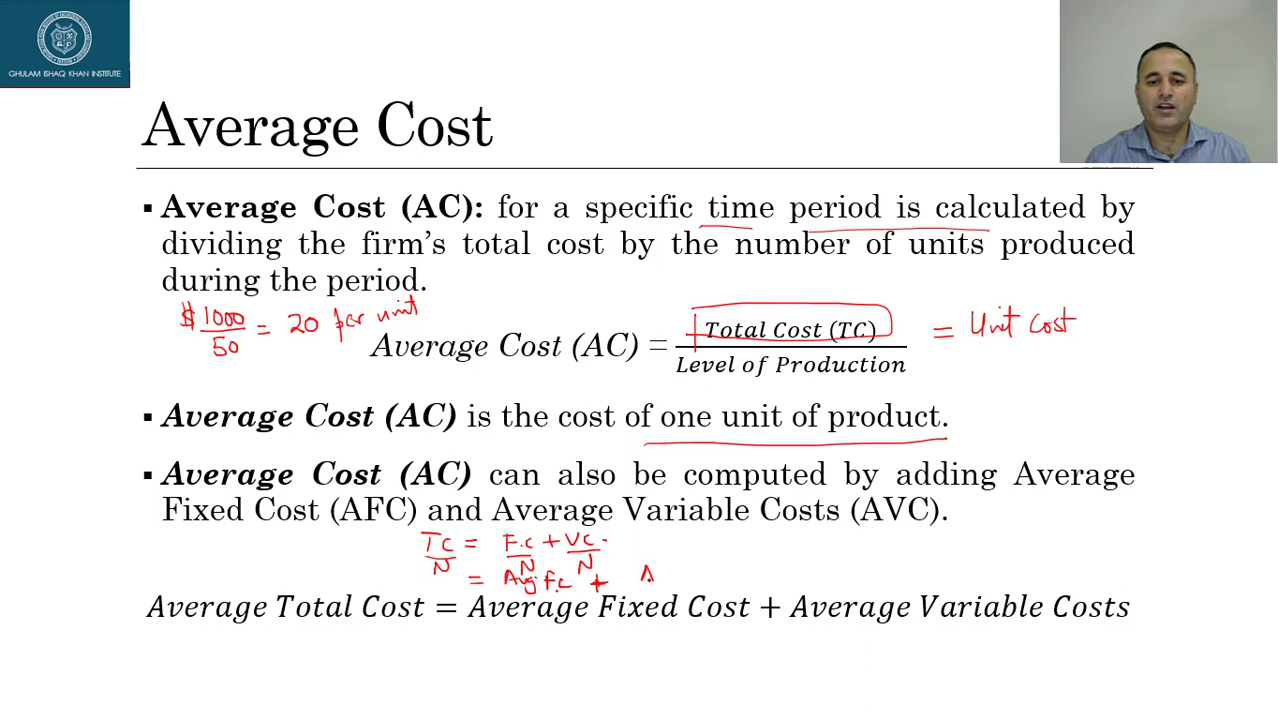 GHULAM ISHAQ KHAN INSTITUTE
Average Cost
▪ Average Cost (AC): for a specific time period is calculated by
dividing the firm's total cost by the number of units produced
during the period.
$1000/50 = 20 per unit
Average Cost (AC) = Total Cost (TC) / Level of Production = Unit Cost
▪ Average Cost (AC) is the cost of one unit of product.
▪ Average Cost (AC) can also be computed by adding Average
Fixed Cost (AFC) and Average Variable Costs (AVC).
TC/N = F.C/N + VC/N
= Avg F.C + A
Average Total Cost = Average Fixed Cost + Average Variable Costs